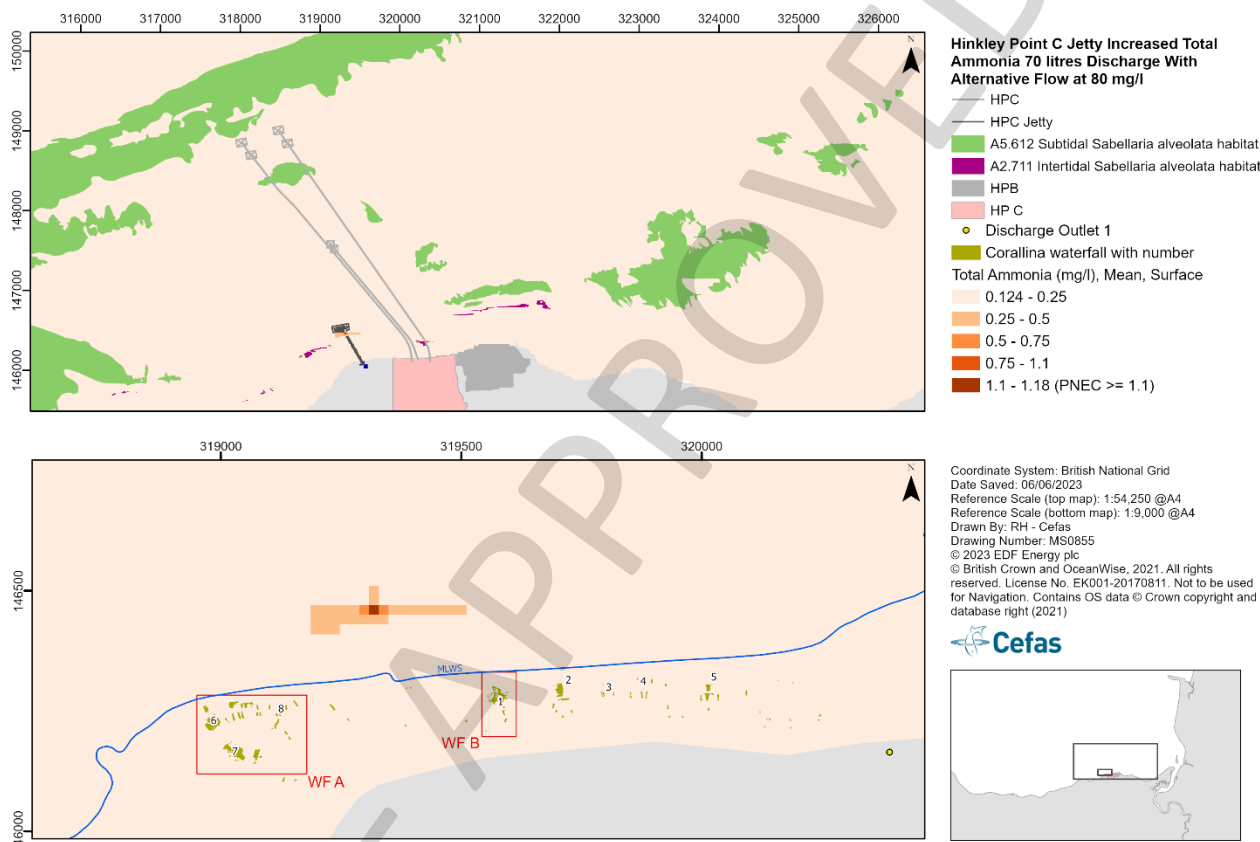 316000 317000 318000 319000 320000 321000 322000 323000 324000 325000 326000
150000
149000
148000
147000
146000
N
Hinkley Point C Jetty Increased Total
Ammonia 70 litres Discharge With
Alternative Flow at 80 mg/l
HPC
HPC Jetty
A5.612 Subtidal Sabellaria alveolata habitat
A2.711 Intertidal Sabellaria alveolata habitat
HPB
HP C
Discharge Outlet 1
Corallina waterfall with number
Total Ammonia (mg/l), Mean, Surface
0.124 - 0.25
0.25 - 0.5
0.5 - 0.75
0.75 - 1.1
1.1 - 1.18 (PNEC >= 1.1)
319000 319500 320000
146500
N
MLWS
1
2
3
4
5
6
7
8
WF A
WF B
Coordinate System: British National Grid
Date Saved: 06/06/2023
Reference Scale (top map): 1:54,250 @A4
Reference Scale (bottom map): 1:9,000 @A4
Drawn By: RH - Cefas
Drawing Number: MS0855
© 2023 EDF Energy plc
© British Crown and OceanWise, 2021. All rights
reserved. License No. EK001-20170811. Not to be used
for Navigation. Contains OS data © Crown copyright and
database right (2021)
Cefas
APPROVED